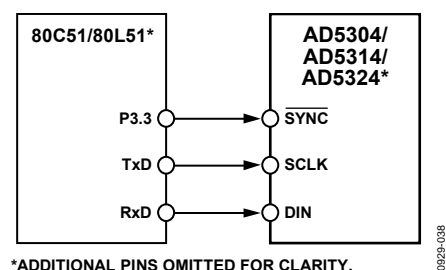 80C51/80L51*
AD5304/
AD5314/
AD5324*
P3.3
SYNC
TxD
SCLK
RxD
DIN
*ADDITIONAL PINS OMITTED FOR CLARITY.
0929-038